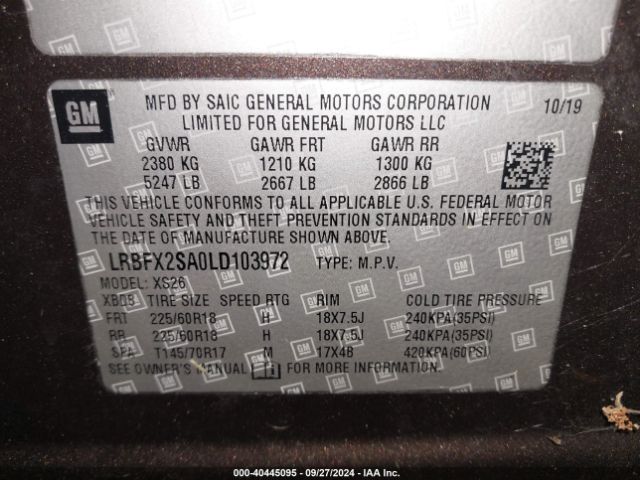 GM
MFD BY SAIC GENERAL MOTORS CORPORATION 10/19
LIMITED FOR GENERAL MOTORS LLC
GVWR GAWR FRT GAWR RR
2380 KG 1210 KG 1300 KG
5247 LB 2667 LB 2866 LB
THIS VEHICLE CONFORMS TO ALL APPLICABLE U.S. FEDERAL MOTOR
VEHICLE SAFETY AND THEFT PREVENTION STANDARDS IN EFFECT ON
THE DATE OF MANUFACTURE SHOWN ABOVE.
LRBFX2SA0LD103972 TYPE: M.P.V.
MODEL: XS26
TIRE SIZE SPEED RTG RIM COLD TIRE PRESSURE
FRT 225/60R18 H 18X7.5J 240KPA(35PSI)
RR 225/60R18 H 18X7.5J 240KPA(35PSI)
SPA T145/70R17 M 17X4B 420KPA(60PSI)
SEE OWNER'S MANUAL FOR MORE INFORMATION.
000-40445095 - 09/27/2024 - IAA Inc.